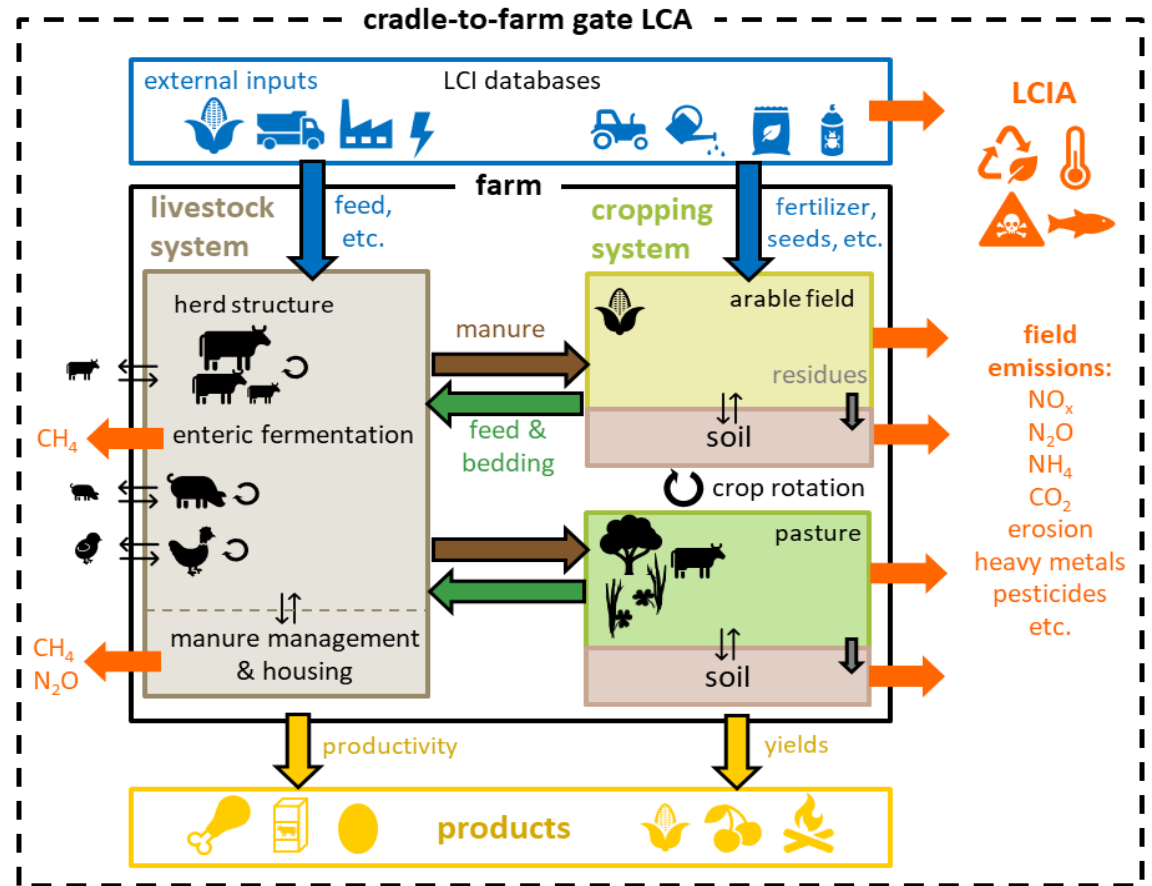 cradle-to-farm gate LCA
external inputs
LCI databases
LCIA
farm
livestock
system
feed,
etc.
cropping
system
fertilizer,
seeds, etc.
herd structure
arable field
manure
residues
field
emissions:
NOx
N2O
NH4
CO2
erosion
heavy metals
pesticides
etc.
CH4
enteric fermentation
feed &
bedding
soil
crop rotation
pasture
manure management
& housing
CH4
N2O
soil
productivity
yields
products